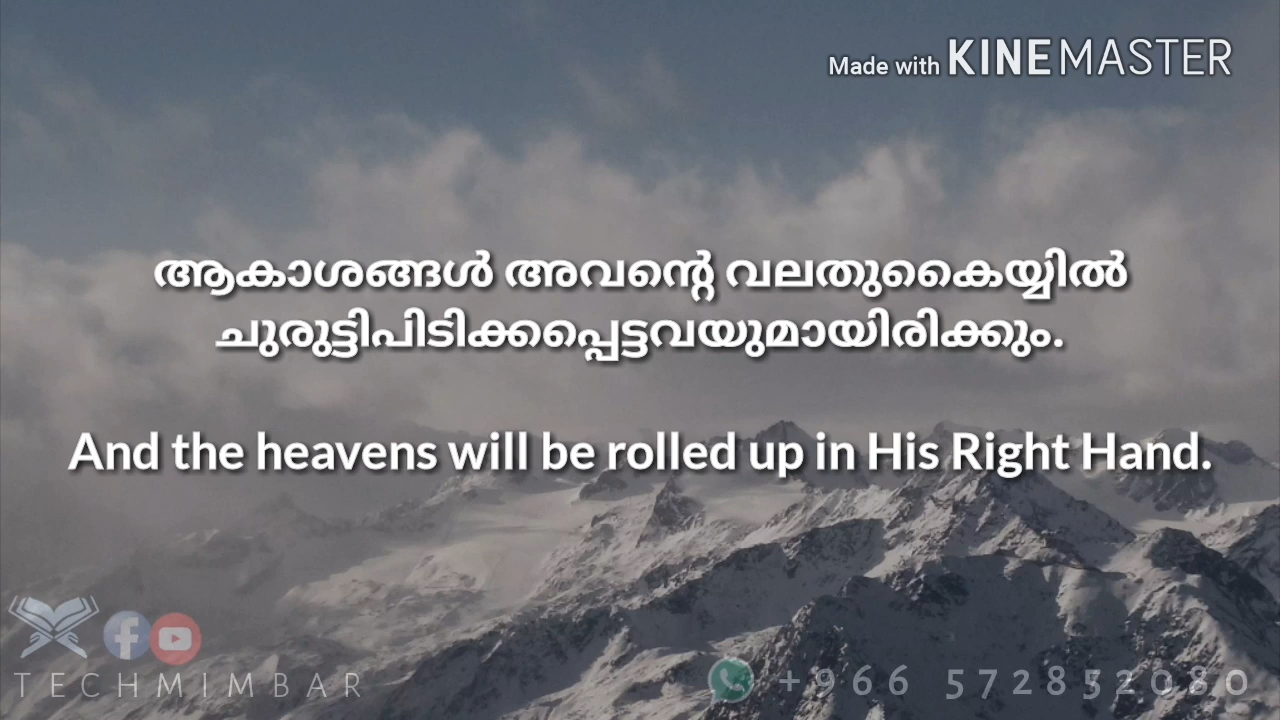 Made with KINEMASTER
ആകാശങ്ങൾ അവന്റെ വലതുകൈയ്യിൽ
ചുരുട്ടിപിടിക്കപ്പെട്ടവയുമായിരിക്കും.
And the heavens will be rolled up in His Right Hand.
TECHMIMBAR
+966 572852080